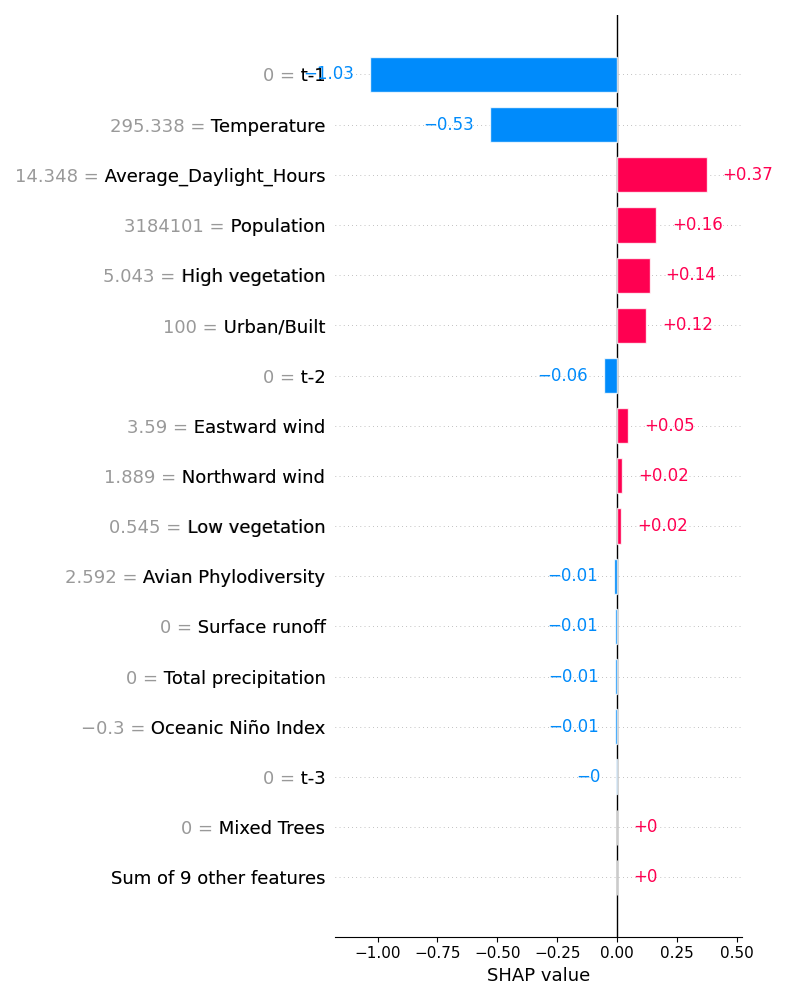 0 = t-1 −1.03
295.338 = Temperature −0.53
14.348 = Average_Daylight_Hours +0.37
3184101 = Population +0.16
5.043 = High vegetation +0.14
100 = Urban/Built +0.12
0 = t-2 −0.06
3.59 = Eastward wind +0.05
1.889 = Northward wind +0.02
0.545 = Low vegetation +0.02
2.592 = Avian Phylodiversity −0.01
0 = Surface runoff −0.01
0 = Total precipitation −0.01
−0.3 = Oceanic Niño Index −0.01
0 = t-3 −0
0 = Mixed Trees +0
Sum of 9 other features +0
−1.00 −0.75 −0.50 −0.25 0.00 0.25 0.50
SHAP value